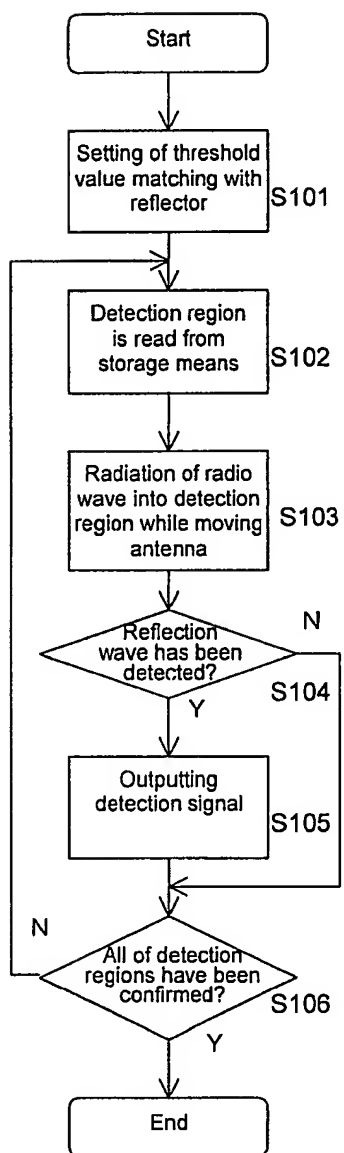 Start
Setting of threshold
value matching with
reflector
S101
Detection region
is read from
storage means
S102
Radiation of radio
wave into detection
region while moving
antenna
S103
Reflection
wave has been
detected?
N
S104
Y
Outputting
detection signal
S105
N
All of detection
regions have been
confirmed?
S106
Y
End